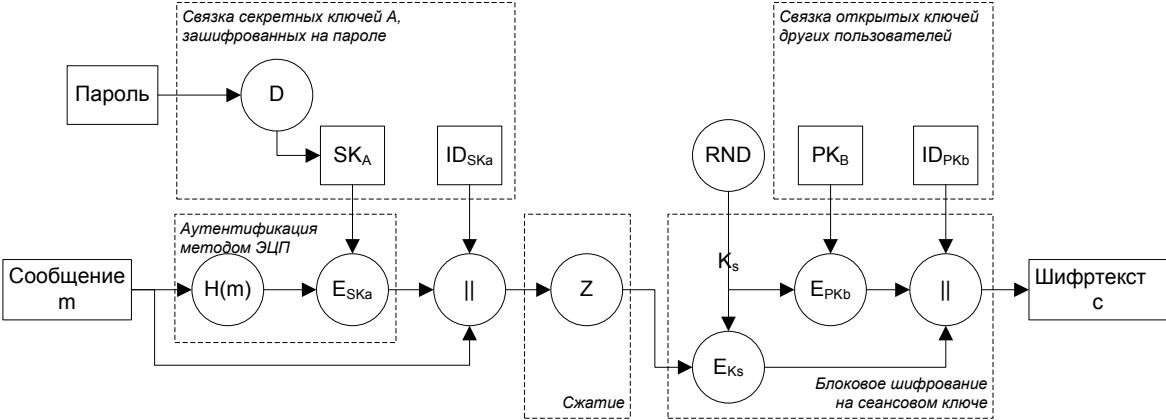 Связка секретных ключей А,
зашифрованных на пароле
Связка открытых ключей
других пользователей
Пароль
D
SKA
IDSKa
RND
PKB
IDPKb
Аутентификация
методом ЭЦП
Сообщение
m
H(m)
ESKa
||
Z
Ks
EPKb
||
Шифртекст
c
EKs
Сжатие
Блоковое шифрование
на сеансовом ключе